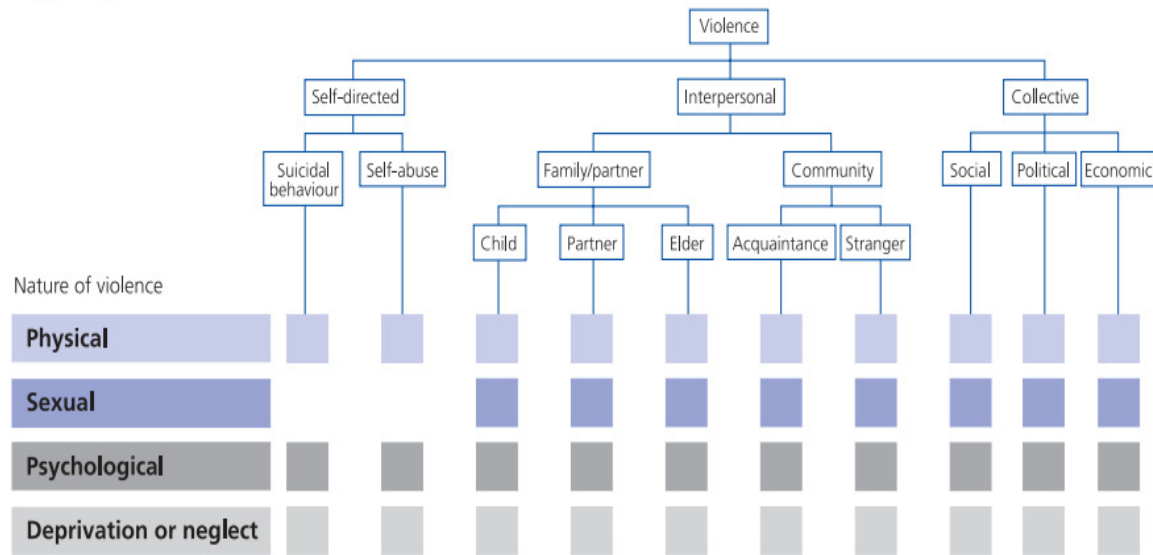 Violence
Self-directed
Interpersonal
Collective
Suicidal
behaviour
Self-abuse
Family/partner
Community
Social
Political
Economic
Child
Partner
Elder
Acquaintance
Stranger
Nature of violence
Physical
Sexual
Psychological
Deprivation or neglect